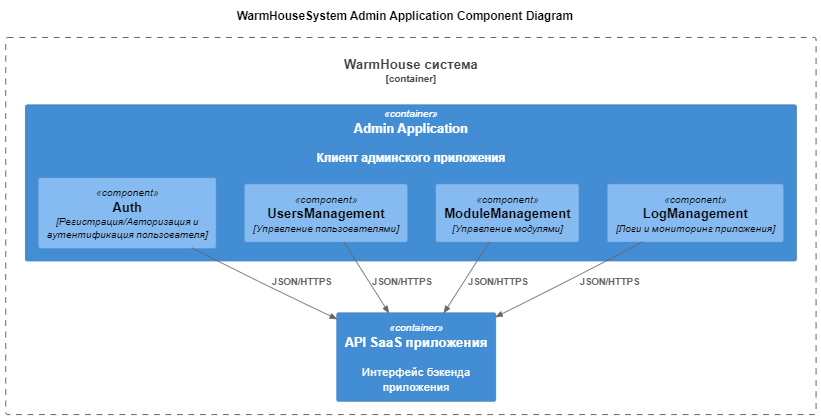 WarmHouseSystem Admin Application Component Diagram
WarmHouse система
[container]
«container»
Admin Application
Клиент админского приложения
«component»
Auth
[Регистрация/Авторизация и
аутентификация пользователя]
«component»
UsersManagement
[Управление пользователями]
«component»
ModuleManagement
[Управление модулями]
«component»
LogManagement
[Логи и мониторинг приложения]
JSON/HTTPS
JSON/HTTPS
JSON/HTTPS
JSON/HTTPS
«container»
API SaaS приложения
Интерфейс бэкенда
приложения